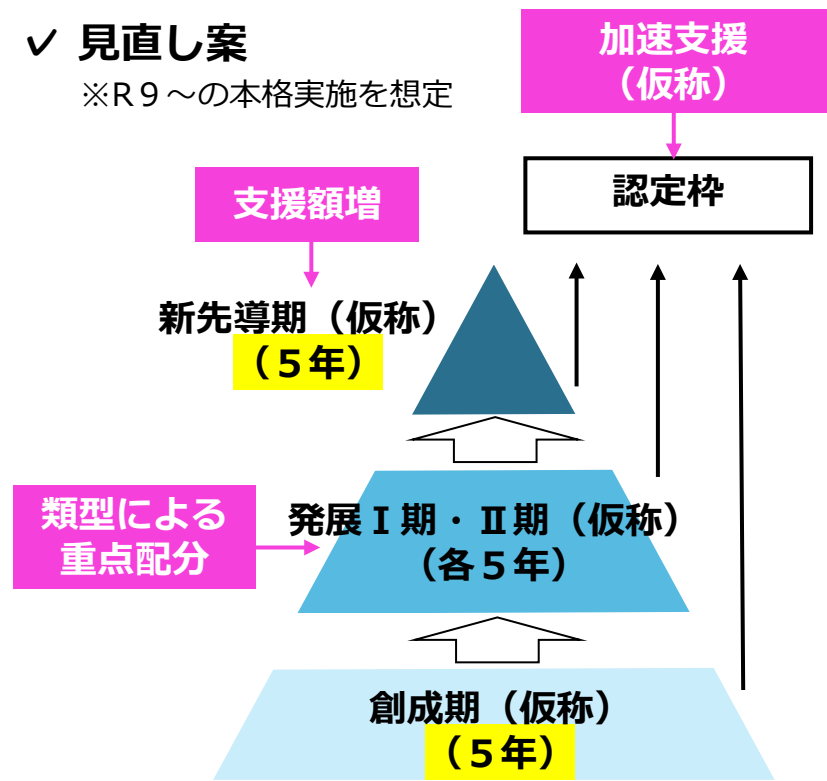 ✓ 見直し案
※R9～の本格実施を想定
加速支援
（仮称）
認定枠
支援額増
新先導期（仮称）
（５年）
類型による
重点配分
発展Ⅰ期・Ⅱ期（仮称）
（各５年）
創成期（仮称）
（５年）